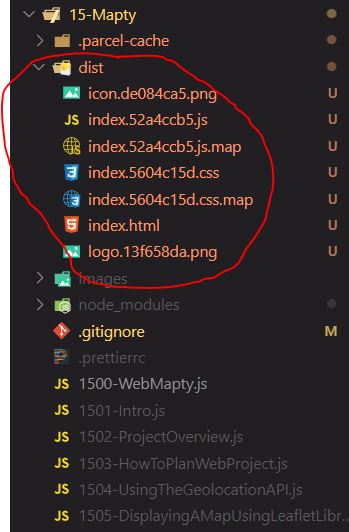 15-Mapty
.parcel-cache
dist
icon.de084ca5.png U
JS index.52a4ccb5.js U
index.52a4ccb5.js.map U
index.5604c15d.css U
index.5604c15d.css.map U
index.html U
logo.13f658da.png U
images
node_modules
.gitignore M
.prettierrc
JS 1500-WebMapty.js
JS 1501-Intro.js
JS 1502-ProjectOverview.js
JS 1503-HowToPlanWebProject.js
JS 1504-UsingTheGeolocationAPI.js
JS 1505-DisplayingAMapUsingLeafletLibr...